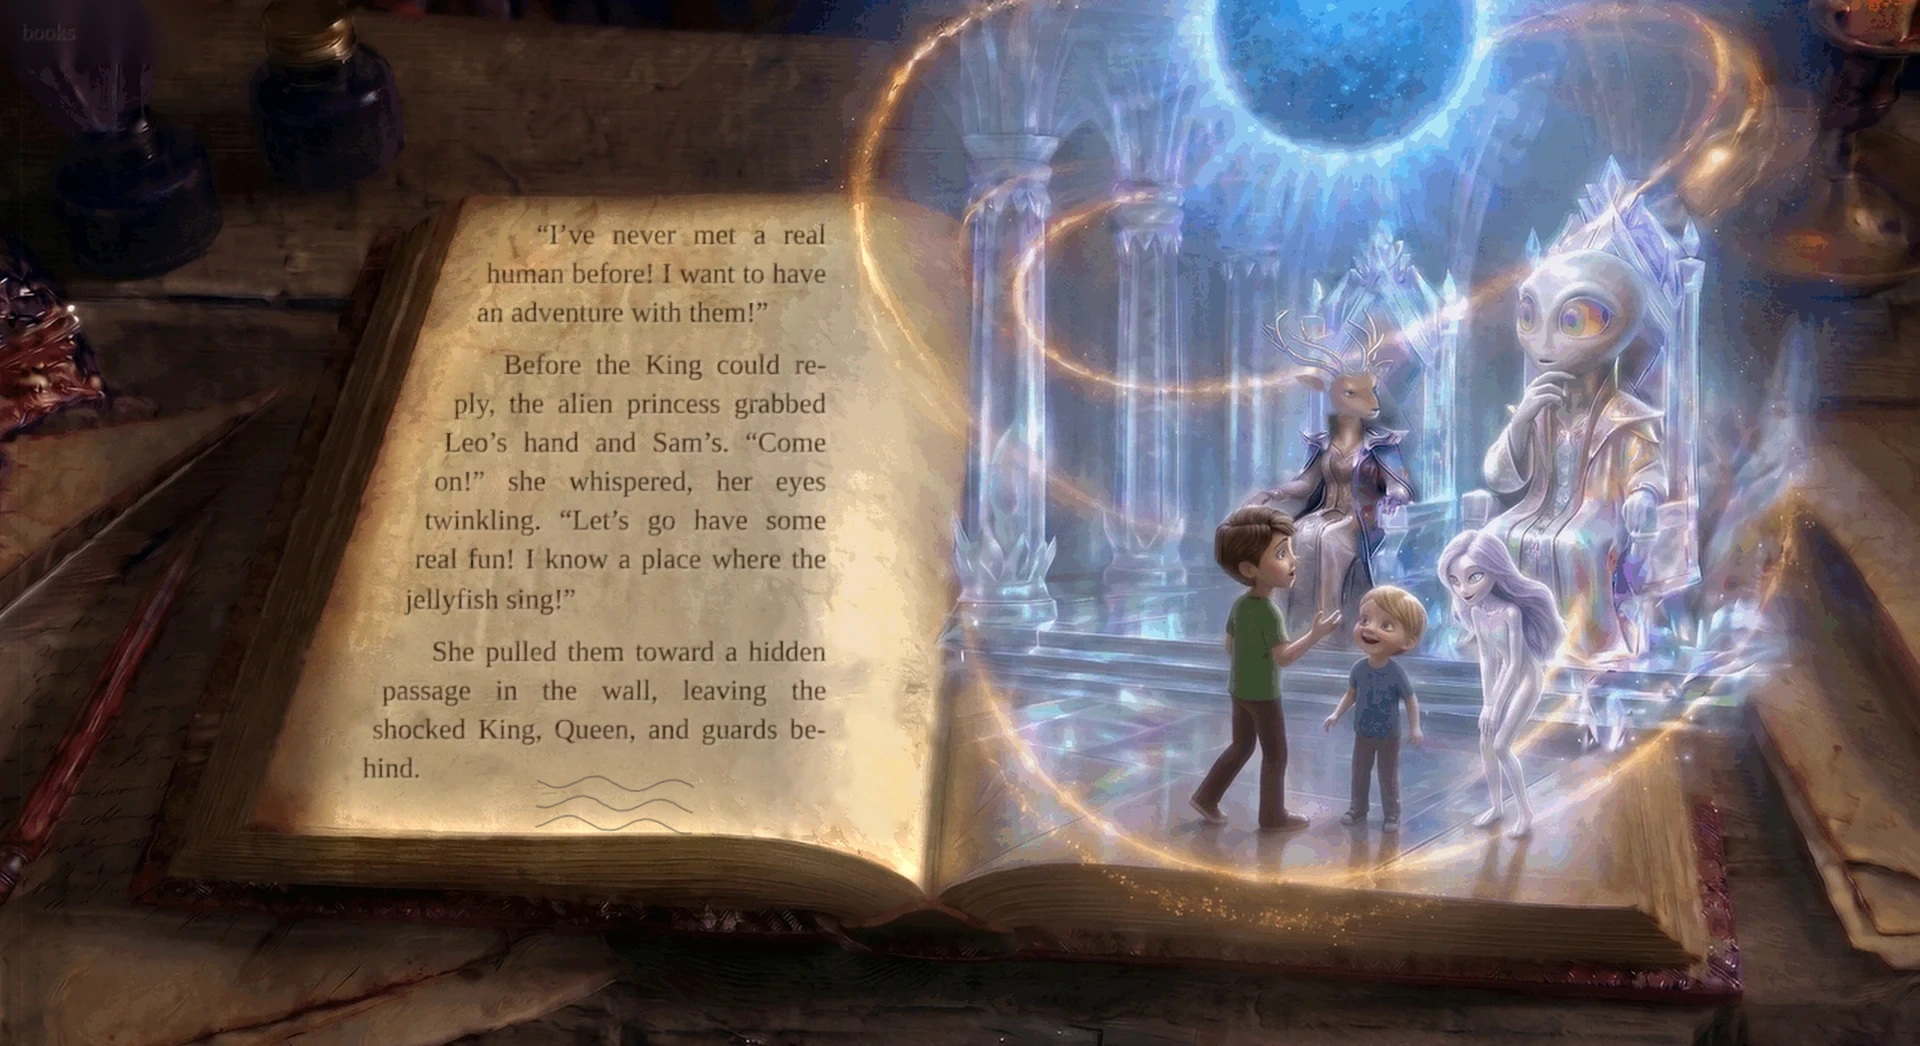 books
“I’ve never met a real
human before! I want to have
an adventure with them!”
Before the King could re-
ply, the alien princess grabbed
Leo’s hand and Sam’s. “Come
on!” she whispered, her eyes
twinkling. “Let’s go have some
real fun! I know a place where the
jellyfish sing!”
She pulled them toward a hidden
passage in the wall, leaving the
shocked King, Queen, and guards be-
hind.